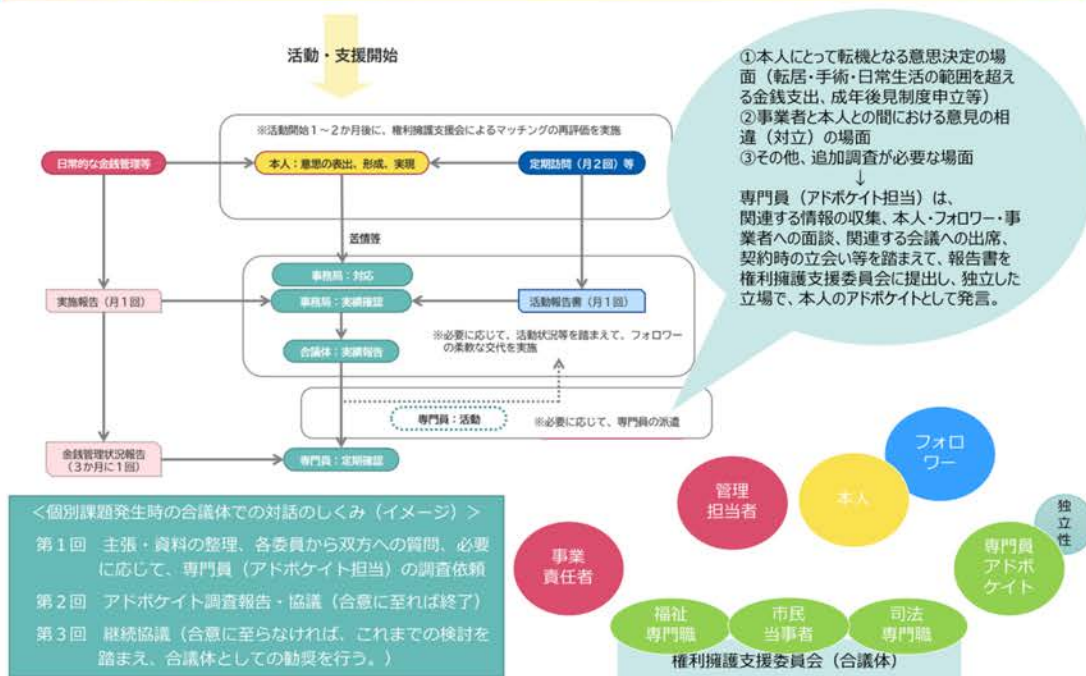 活動・支援開始
※活動開始１～２か月後に、権利擁護支援会によるマッチングの再評価を実施
日常的な金銭管理等
本人：意思の表出、形成、実現
定期訪問（月２回）等
苦情等
事務局：対応
実施報告（月１回）
事務局：実績確認
活動報告書（月１回）
※必要に応じて、活動状況等を踏まえて、フォロワー
の柔軟な交代を実施
合議体：実績報告
専門員：活動
※必要に応じて、専門員の派遣
金銭管理状況報告
（３か月に１回）
専門員：定期確認
①本人にとって転機となる意思決定の場
面（転居・手術・日常生活の範囲を超え
る金銭支出、成年後見制度申立等）
②事業者と本人との間における意見の相
違（対立）の場面
③その他、追加調査が必要な場面
↓
専門員（アドボケイト担当）は、
関連する情報の収集、本人・フォロワー・事
業者への面談、関連する会議への出席、
契約時の立会い等を踏まえて、報告書を
権利擁護支援委員会に提出し、独立した
立場で、本人のアドボケイトとして発言。
＜個別課題発生時の合議体での対話のしくみ（イメージ）＞
第１回　主張・資料の整理、各委員から双方への質問、必要
に応じて、専門員（アドボケイト担当）の調査依頼
第２回　アドボケイト調査報告・協議（合意に至れば終了）
第３回　継続協議（合意に至らなければ、これまでの検討を
踏まえ、合議体としての勧奨を行う。）
フォロ
ワー
本人
管理
担当者
事業
責任者
独立性
専門員
アドボ
ケイト
福祉
専門職
市民
当事者
司法
専門職
権利擁護支援委員会（合議体）